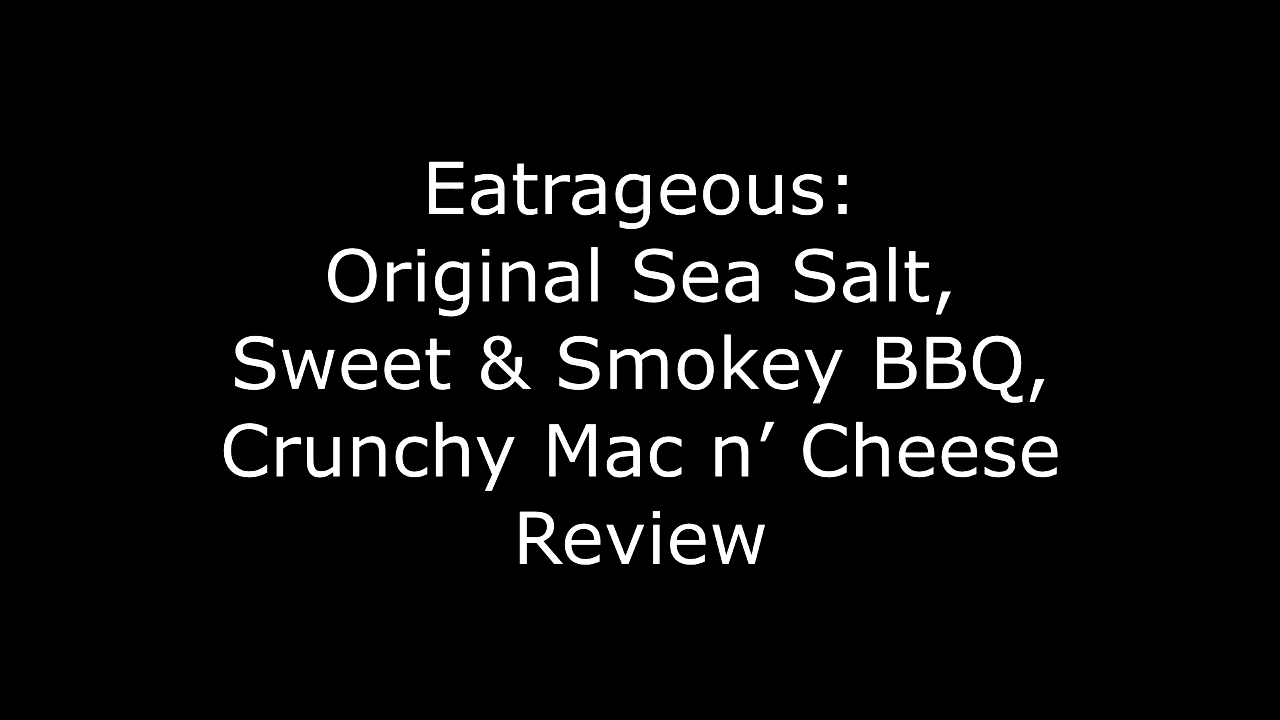 Eatrageous:
Original Sea Salt,
Sweet & Smokey BBQ,
Crunchy Mac n’ Cheese
Review